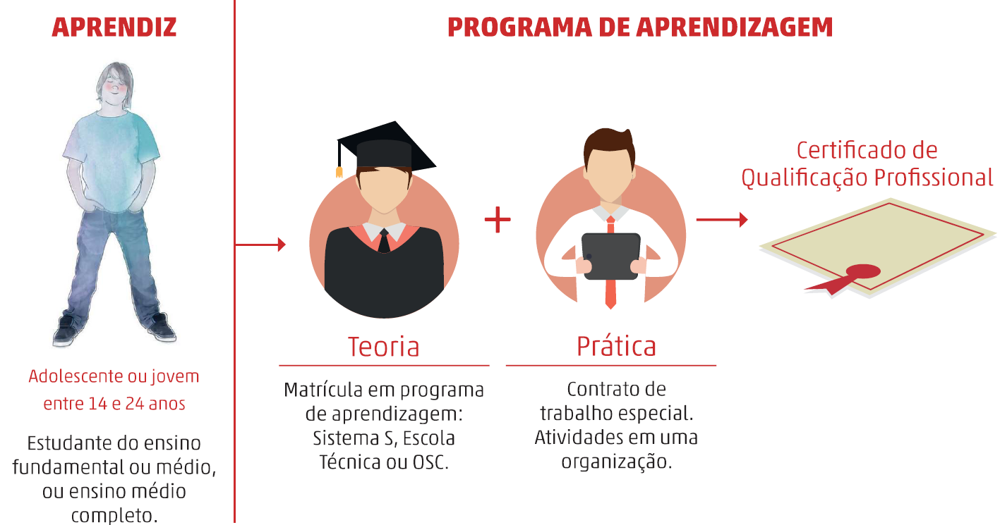 APRENDIZ
Adolescente ou jovem
entre 14 e 24 anos
Estudante do ensino
fundamental ou médio,
ou ensino médio
completo.
PROGRAMA DE APRENDIZAGEM
Teoria
Matrícula em programa
de aprendizagem:
Sistema S, Escola
Técnica ou OSC.
Prática
Contrato de
trabalho especial.
Atividades em uma
organização.
Certificado de
Qualificação Profissional